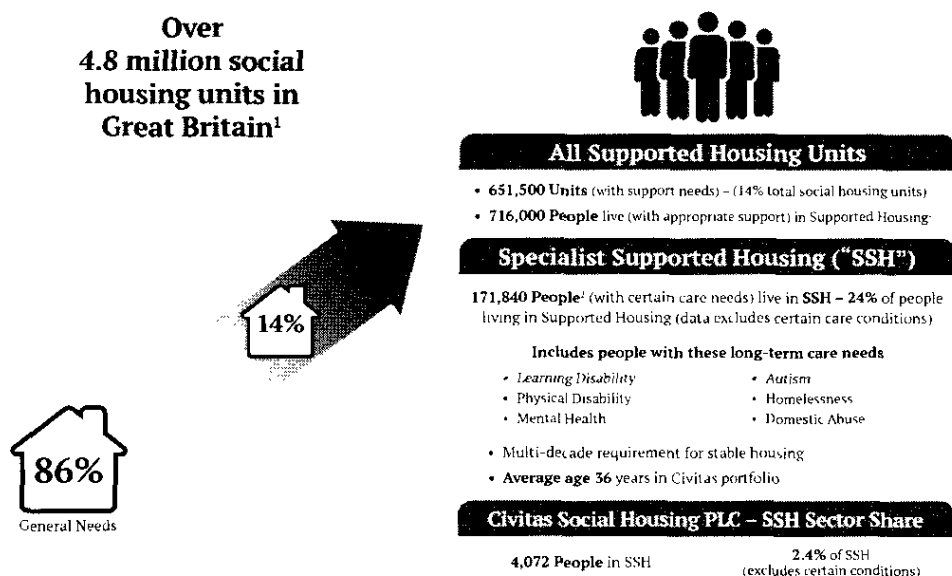 Over
4.8 million social
housing units in
Great Britain¹
14%
86%
General Needs
All Supported Housing Units
• 651,500 Units (with support needs) – (14% total social housing units)
• 716,000 People live (with appropriate support) in Supported Housing
Specialist Supported Housing (“SSH”)
171,840 People² (with certain care needs) live in SSH – 24% of people
living in Supported Housing (data excludes certain care conditions)
Includes people with these long-term care needs
• Learning Disability
• Physical Disability
• Mental Health
• Autism
• Homelessness
• Domestic Abuse
• Multi-decade requirement for stable housing
• Average age 36 years in Civitas portfolio
Civitas Social Housing PLC – SSH Sector Share
4,072 People in SSH
2.4% of SSH
(excludes certain conditions)